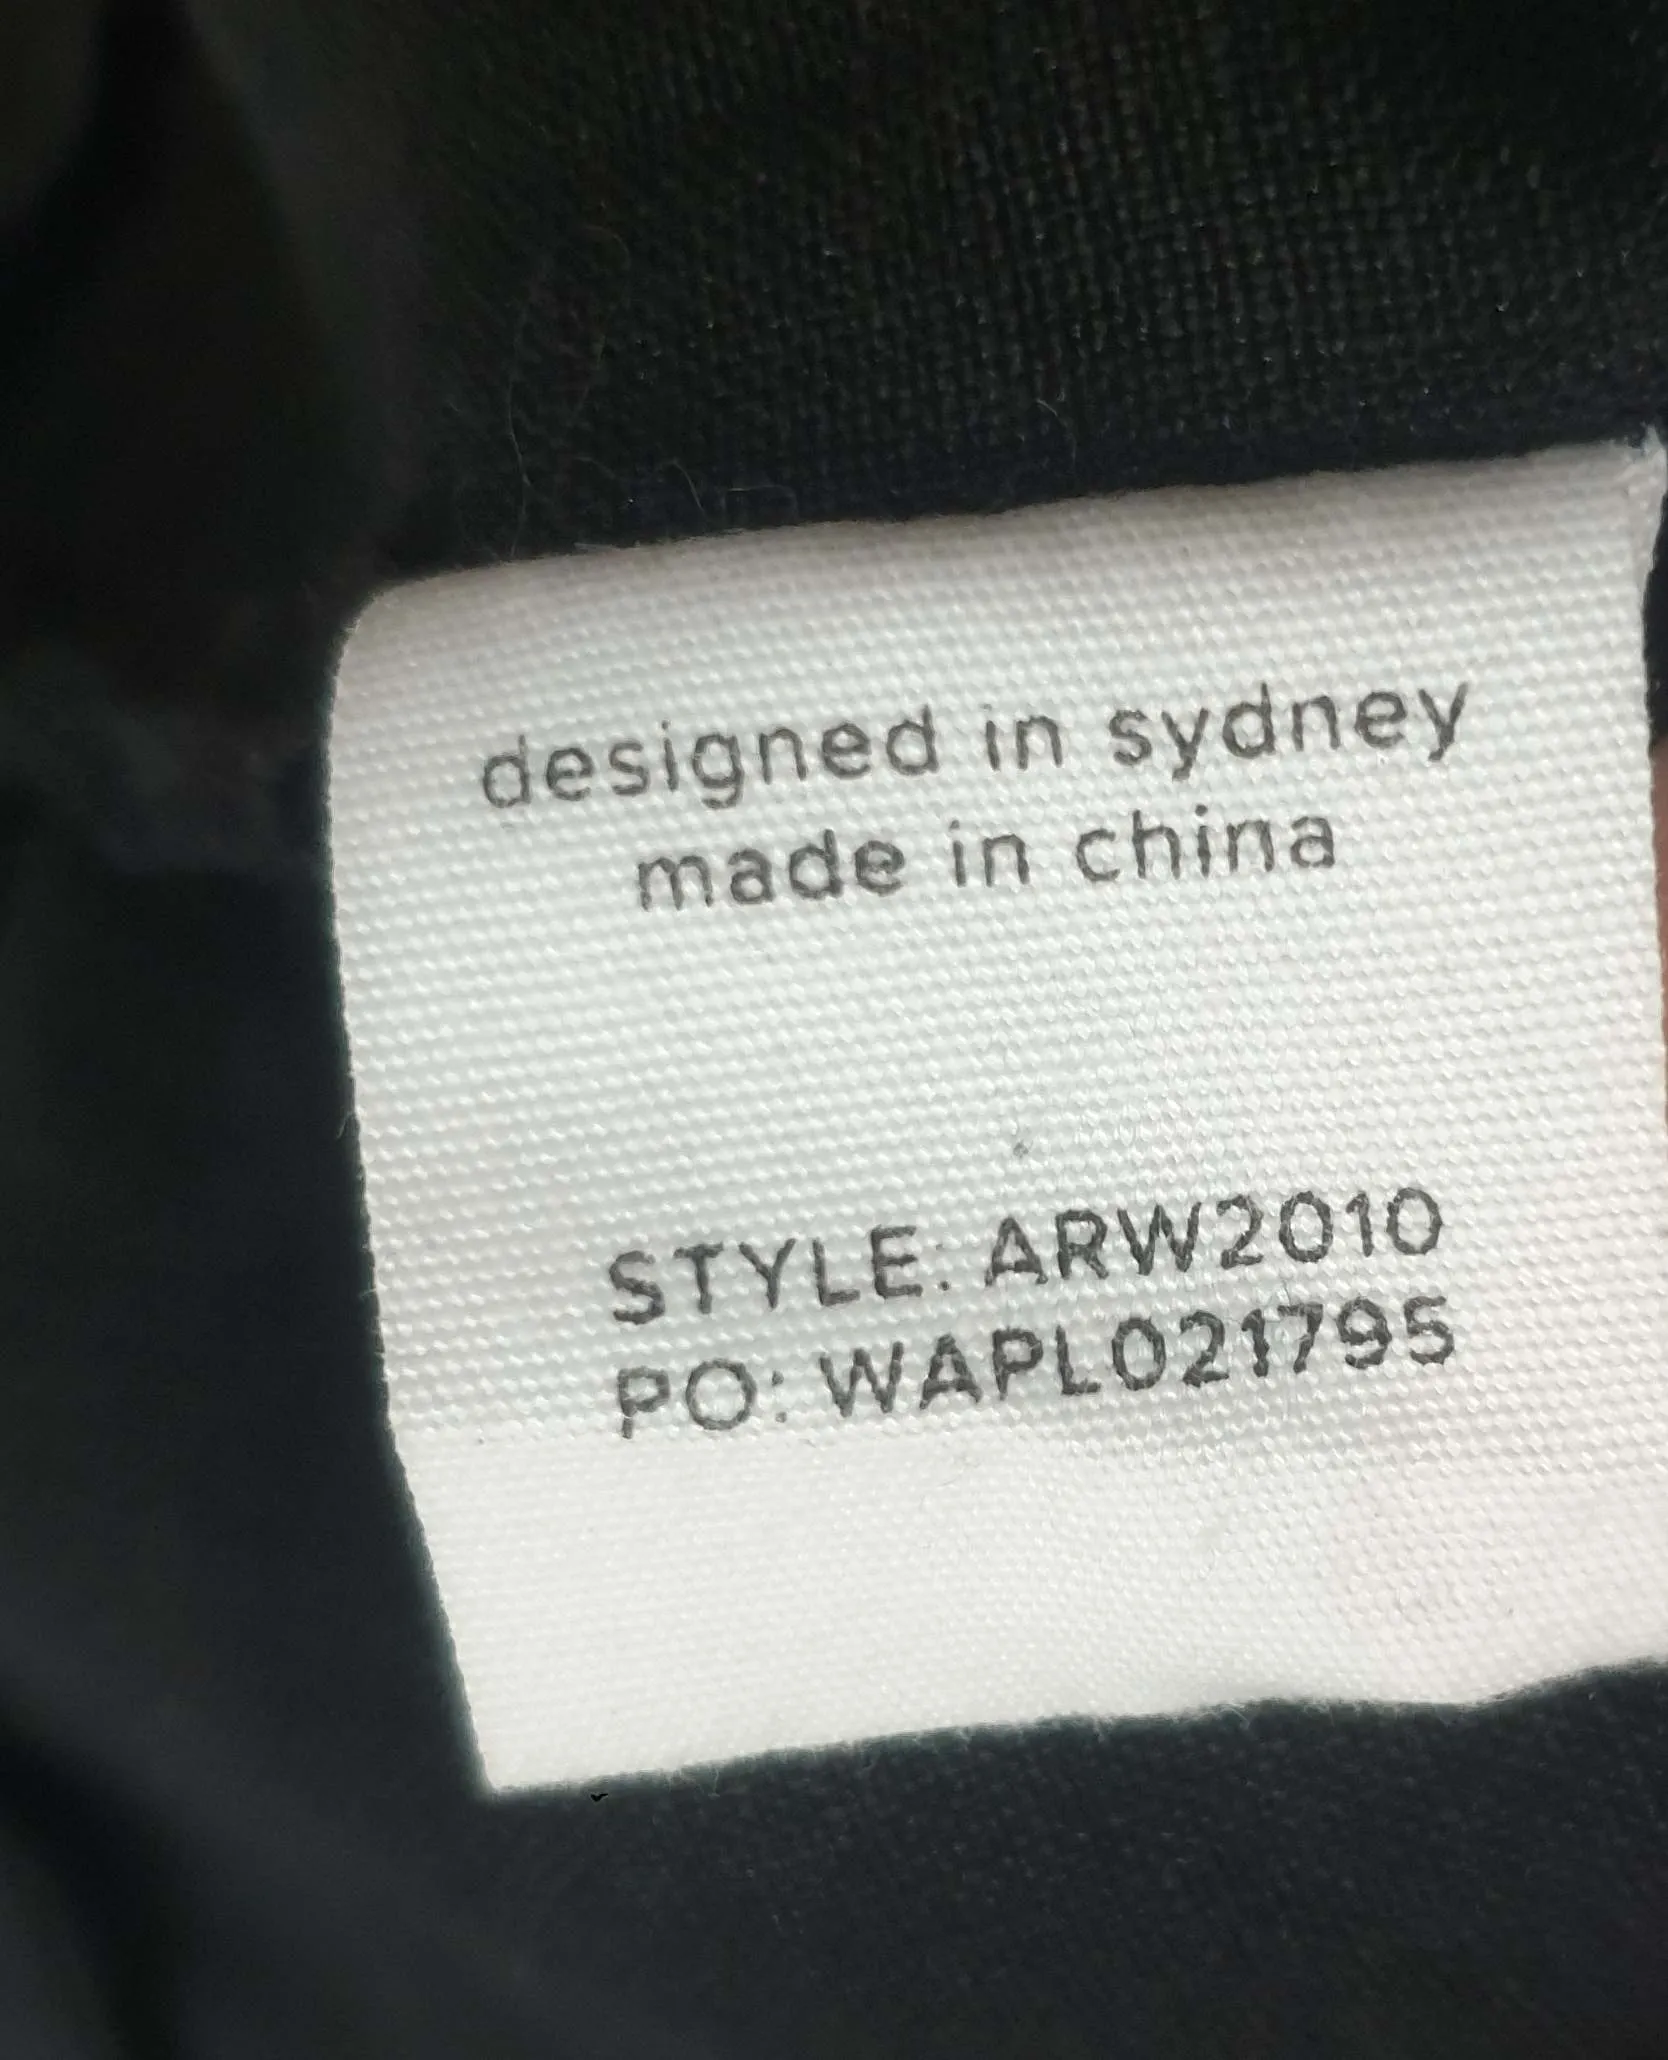 designed in sydney
made in china
STYLE: ARW2010
PO: WAPL021795